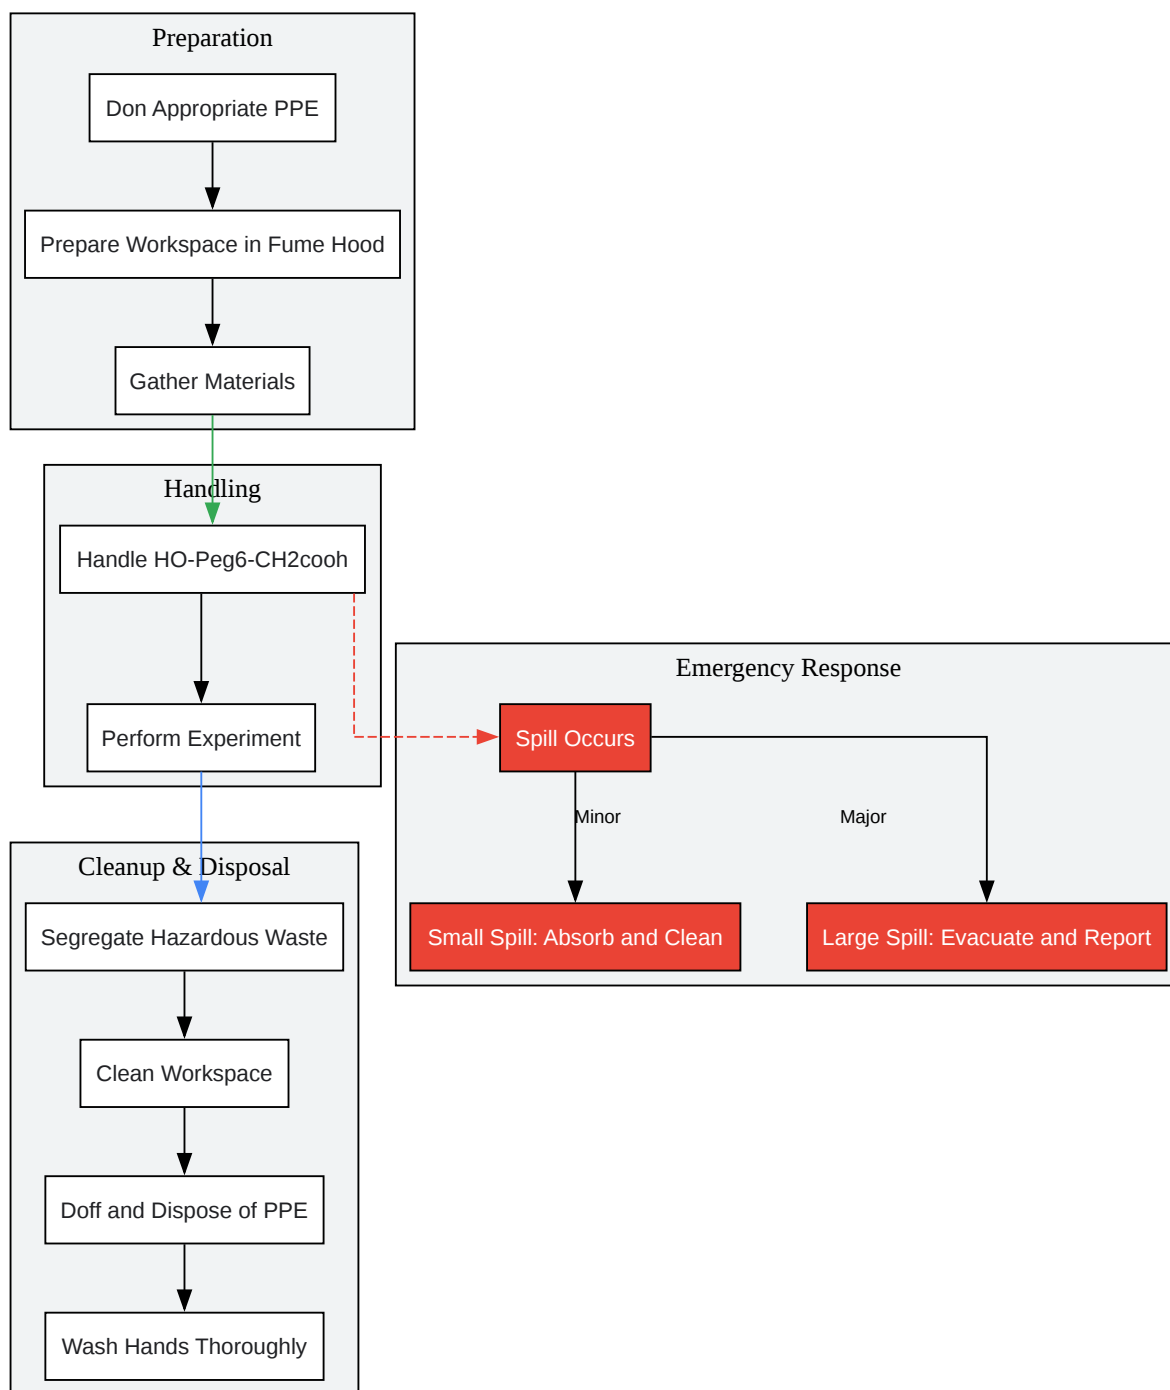 Preparation
Don Appropriate PPE
Prepare Workspace in Fume Hood
Gather Materials
Handling
Handle HO-Peg6-CH2cooh
Perform Experiment
Emergency Response
Spill Occurs
Minor
Major
Small Spill: Absorb and Clean
Large Spill: Evacuate and Report
Cleanup & Disposal
Segregate Hazardous Waste
Clean Workspace
Doff and Dispose of PPE
Wash Hands Thoroughly